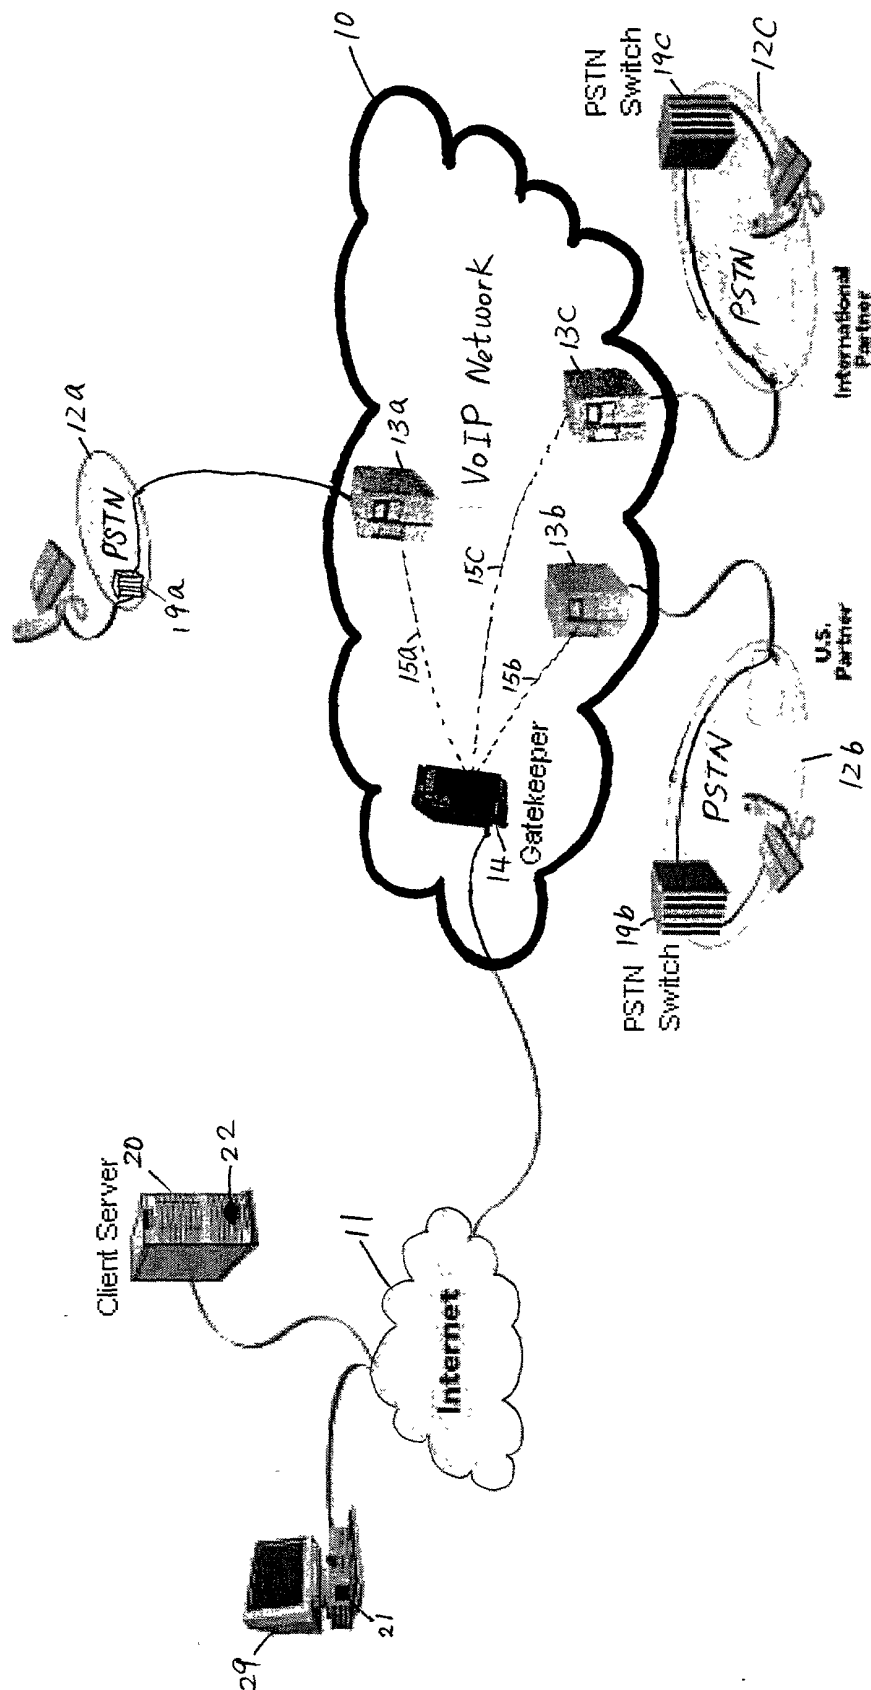 29
21
Client Server
20
22
11
Internet
10
12a
PSTN
19a
13a
VoIP Network
13c
13b
15a
15c
15b
14
Gatekeeper
PSTN
Switch
19b
PSTN
12b
U.S.
Partner
PSTN
Switch
19c
12c
PSTN
International
Partner